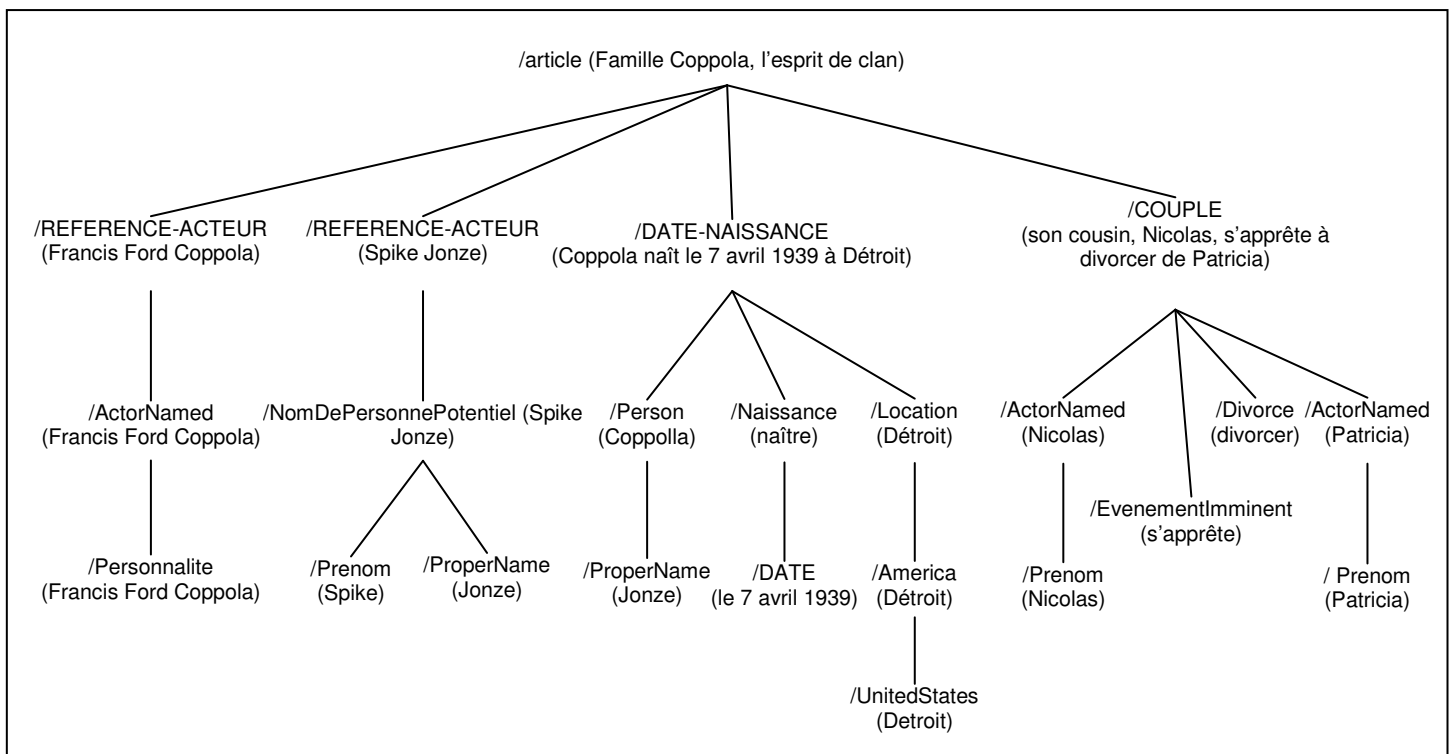 /article (Famille Coppola, l'esprit de clan)
/REFERENCE-ACTEUR
(Francis Ford Coppola)
/REFERENCE-ACTEUR
(Spike Jonze)
/DATE-NAISSANCE
(Coppola naît le 7 avril 1939 à Détroit)
/COUPLE
(son cousin, Nicolas, s'apprête à
divorcer de Patricia)
/ActorNamed
(Francis Ford Coppola)
/NomDePersonnePotentiel (Spike
Jonze)
/Person
(Coppolla)
/Naissance
(naître)
/Location
(Détroit)
/ActorNamed
(Nicolas)
/Divorce
(divorcer)
/ActorNamed
(Patricia)
/EvenementImminent
(s'apprête)
/Personnalite
(Francis Ford Coppola)
/Prenom
(Spike)
/ProperName
(Jonze)
/ProperName
(Jonze)
/DATE
(le 7 avril 1939)
/America
(Détroit)
/Prenom
(Nicolas)
/ Prenom
(Patricia)
/UnitedStates
(Detroit)